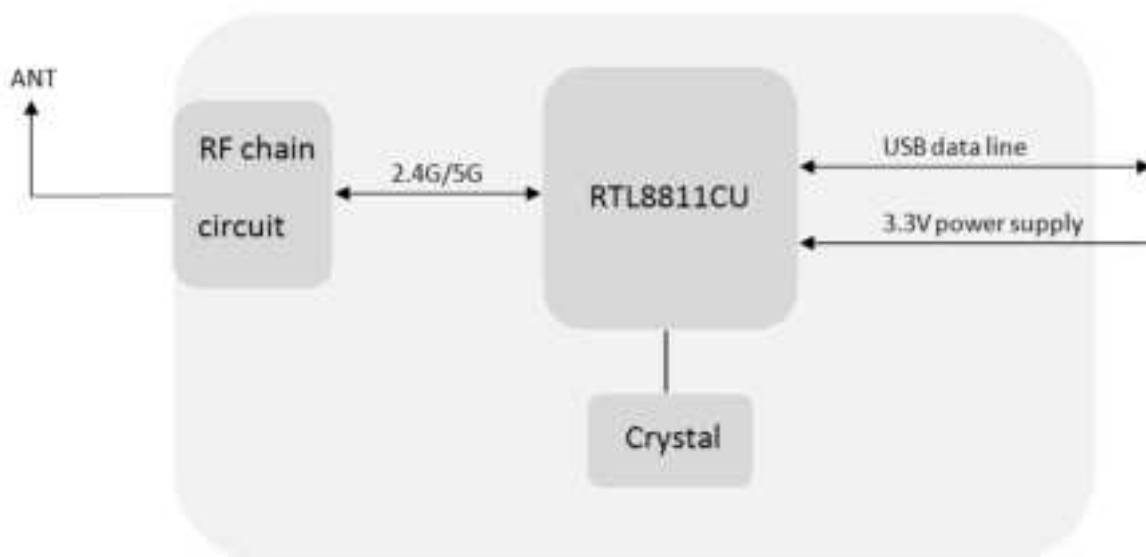 ANT
RF chain
circuit
2.4G/5G
RTL8811CU
USB data line
3.3V power supply
Crystal